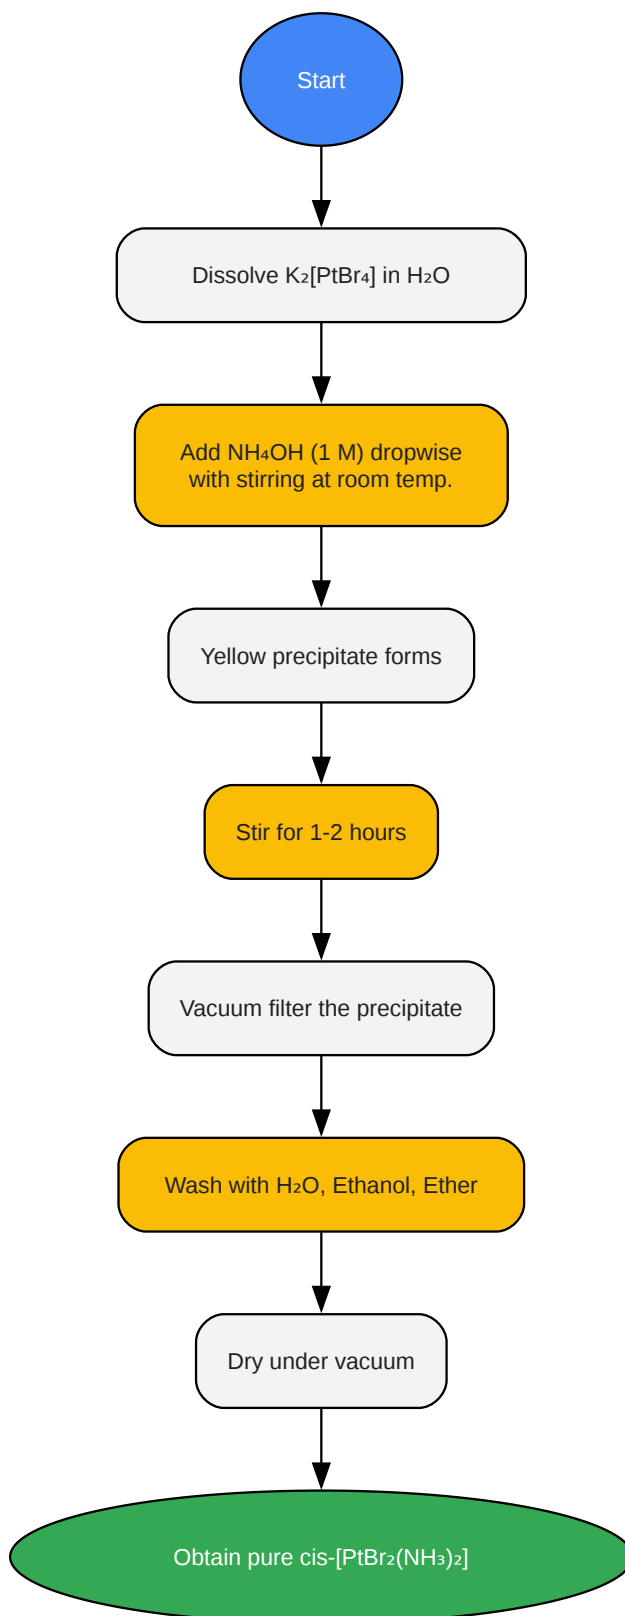 Start
Dissolve K₂[PtBr₄] in H₂O
Add NH₄OH (1 M) dropwise
with stirring at room temp.
Yellow precipitate forms
Stir for 1-2 hours
Vacuum filter the precipitate
Wash with H₂O, Ethanol, Ether
Dry under vacuum
Obtain pure cis-[PtBr₂(NH₃)₂]